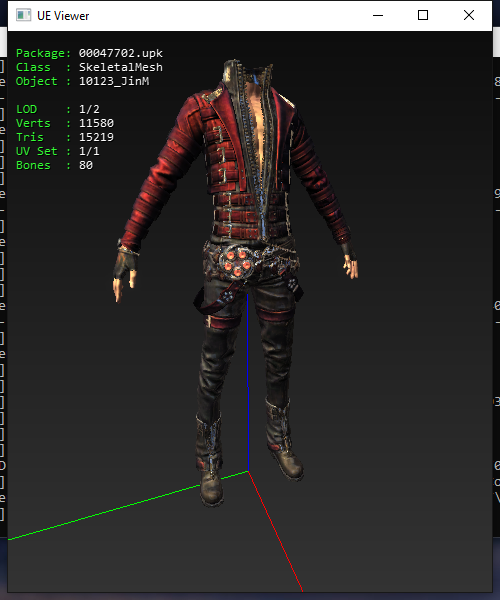 UE Viewer
Package: 00047702.upk
Class : SkeletalMesh
Object : 10123_JinM
LOD : 1/2
Verts : 11580
Tris : 15219
UV Set : 1/1
Bones : 80